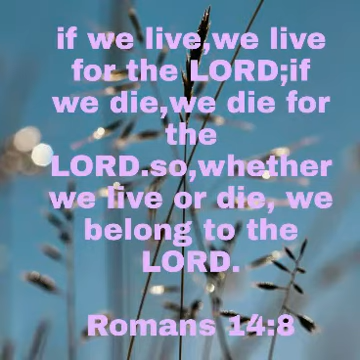 if we live,we live
for the LORD;if
we die,we die for
the
LORD.so,whether
we live or die, we
belong to the
LORD.
Romans 14:8